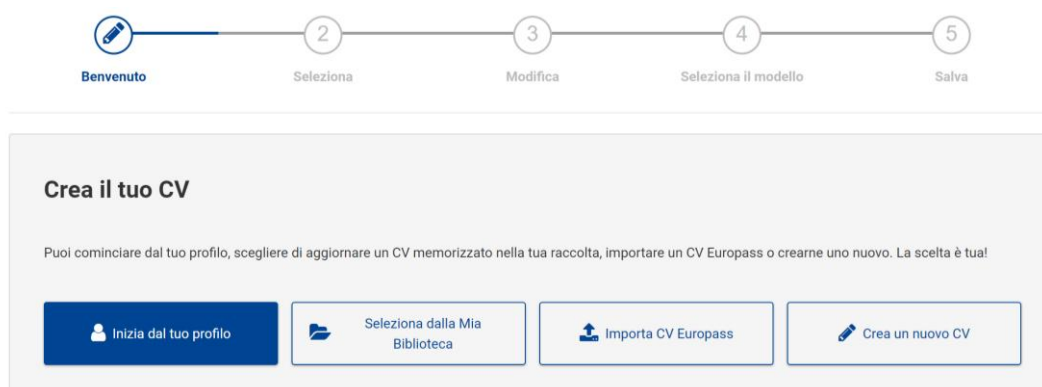 2 3 4 5
Benvenuto Seleziona Modifica Seleziona il modello Salva
Crea il tuo CV
Puoi cominciare dal tuo profilo, scegliere di aggiornare un CV memorizzato nella tua raccolta, importare un CV Europass o crearne uno nuovo. La scelta è tua!
Inizia dal tuo profilo
Seleziona dalla Mia
Biblioteca
Importa CV Europass
Crea un nuovo CV